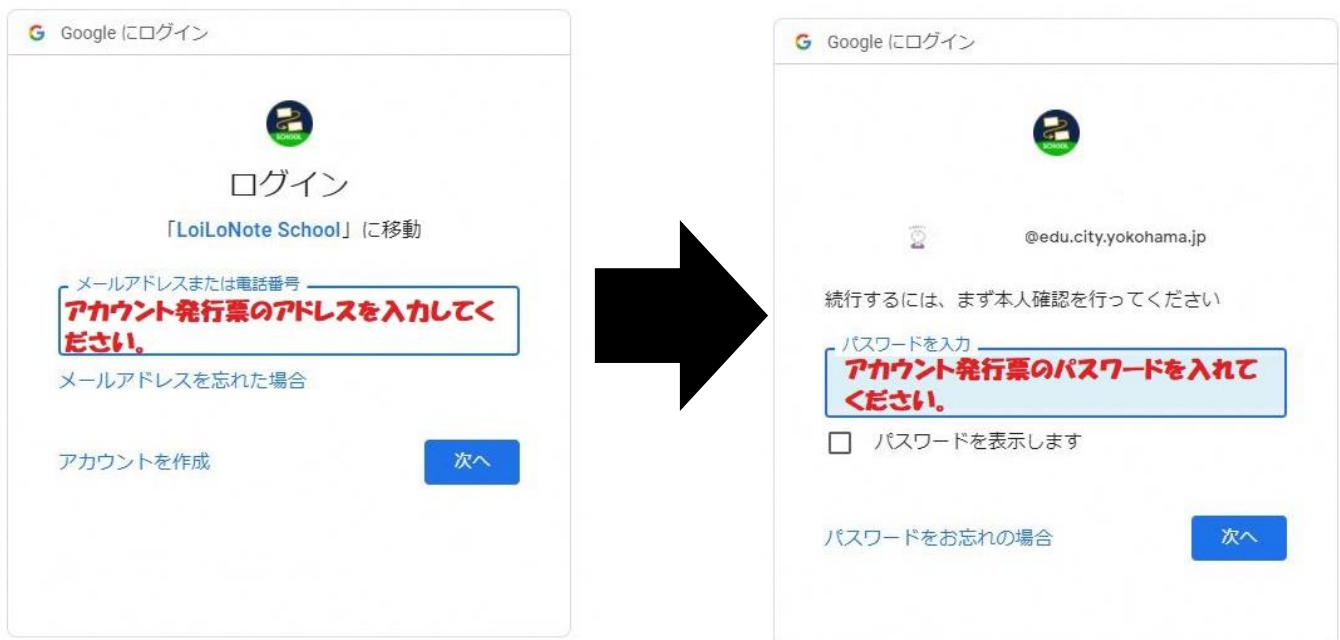 Google にログイン
SCHOOL
ログイン
「LoiLoNote School」に移動
メールアドレスまたは電話番号
アカウント発行票のアドレスを入力してく
ださい。
メールアドレスを忘れた場合
アカウントを作成
次へ
Google にログイン
SCHOOL
@edu.city.yokohama.jp
続行するには、まず本人確認を行ってください
パスワードを入力
アカウント発行票のパスワードを入れて
ください。
パスワードを表示します
パスワードをお忘れの場合
次へ